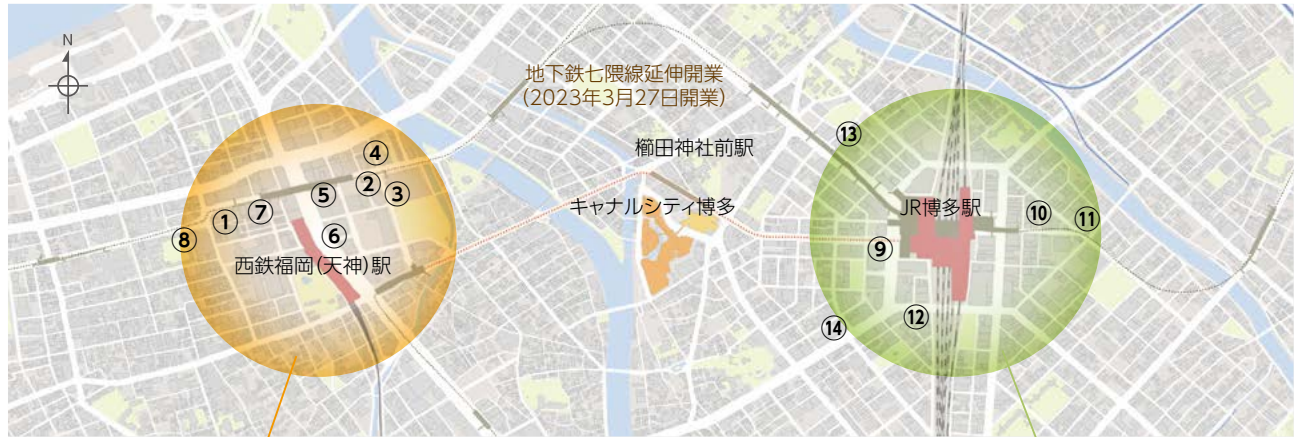 N
地下鉄七隈線延伸開業
（2023年3月27日開業）
櫛田神社前駅
キャナルシティ博多
JR博多駅
西鉄福岡（天神）駅
④
②
③
⑤
①
⑦
⑧
⑥
⑬
⑩
⑪
⑨
⑫
⑭